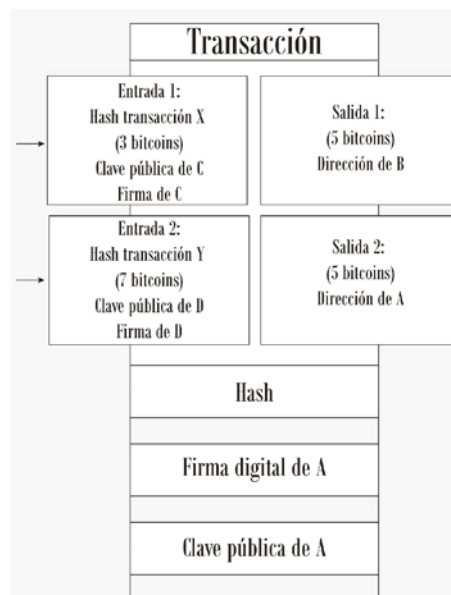 Transacción
Entrada 1:
Hash transacción X
(3 bitcoins)
Clave pública de C
Firma de C
Salida 1:
(5 bitcoins)
Dirección de B
Entrada 2:
Hash transacción Y
(7 bitcoins)
Clave pública de D
Firma de D
Salida 2:
(5 bitcoins)
Dirección de A
Hash
Firma digital de A
Clave pública de A